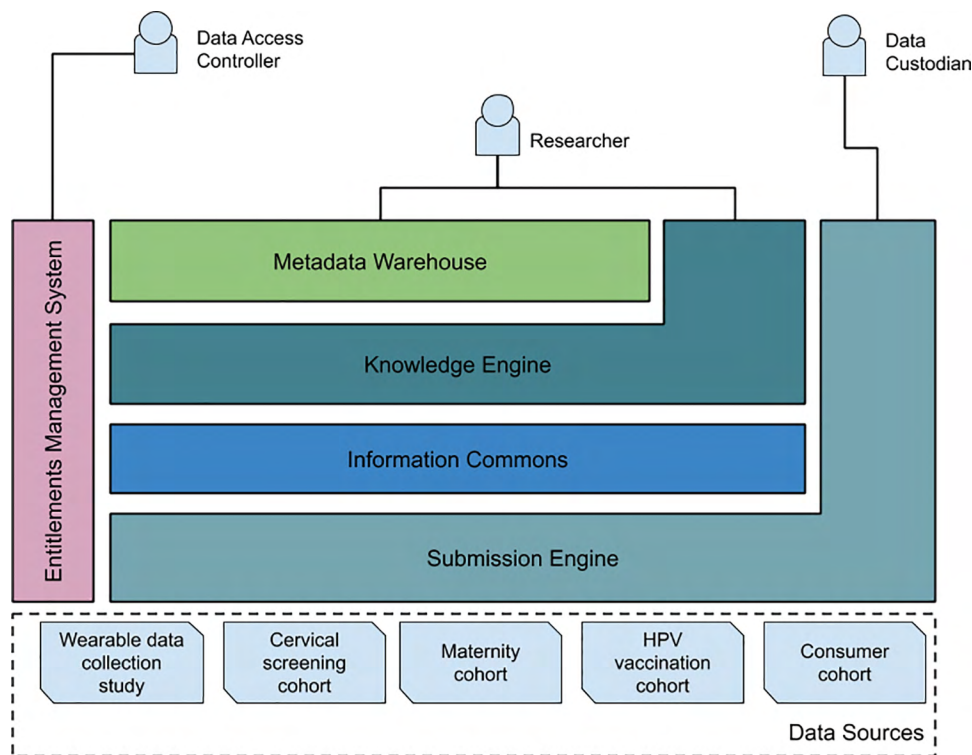 Data Access
Controller
Data
Custodian
Researcher
Entitlements Management System
Metadata Warehouse
Knowledge Engine
Information Commons
Submission Engine
Wearable data
collection
study
Cervical
screening
cohort
Maternity
cohort
HPV
vaccination
cohort
Consumer
cohort
Data Sources